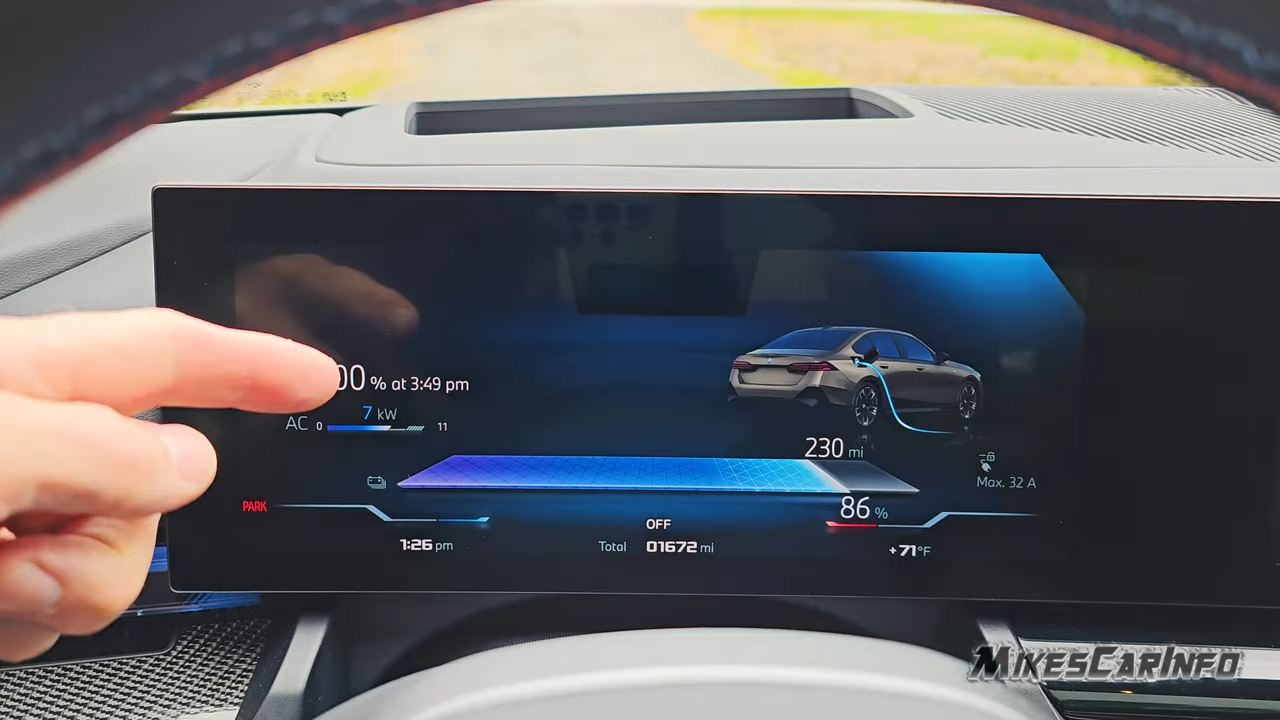 00 % at 3:49 pm
7 kW
AC 0 11
230 mi
Max. 32 A
86 %
PARK
OFF
1:26 pm
Total 01672 mi
+71°F
MIKESCARINFO